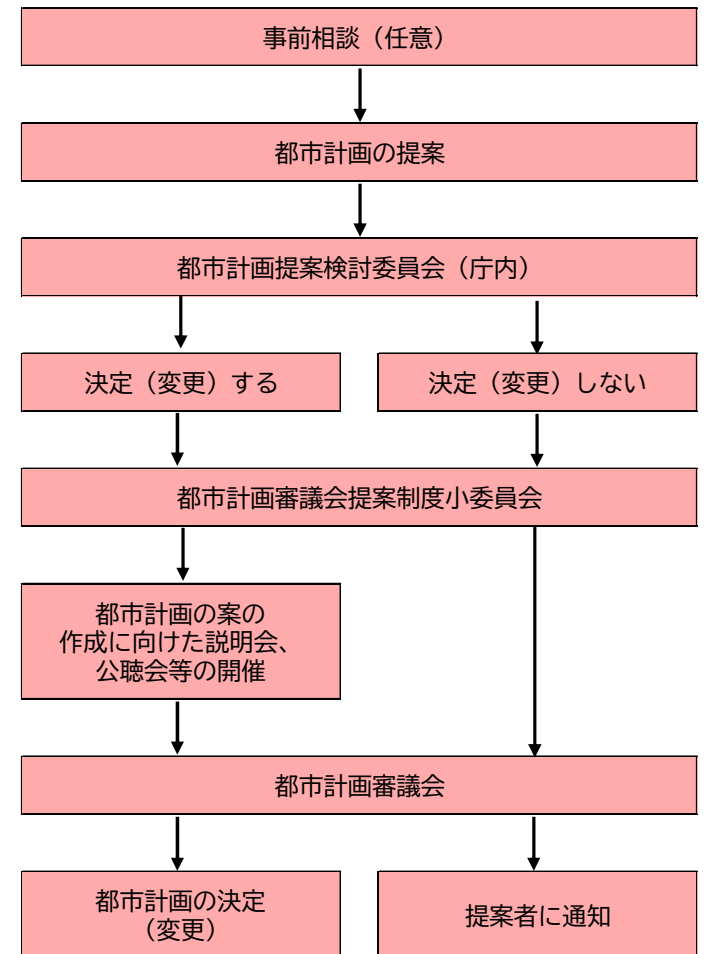 事前相談（任意）
都市計画の提案
都市計画提案検討委員会（庁内）
決定（変更）する
決定（変更）しない
都市計画審議会提案制度小委員会
都市計画の案の
作成に向けた説明会、
公聴会等の開催
都市計画審議会
都市計画の決定
（変更）
提案者に通知